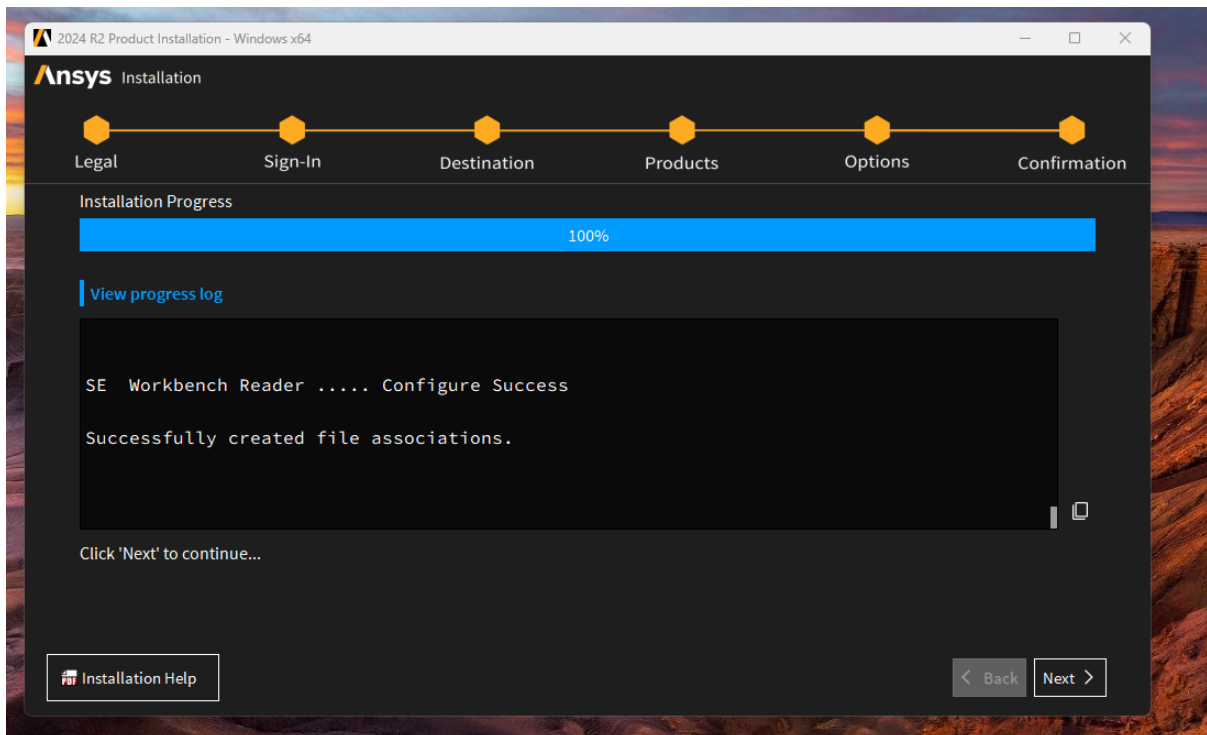 2024 R2 Product Installation - Windows x64
Ansys Installation
Legal Sign-In Destination Products Options Confirmation
Installation Progress
100%
View progress log
SE  Workbench Reader ..... Configure Success
Successfully created file associations.
Click 'Next' to continue...
PDF Installation Help
Back Next